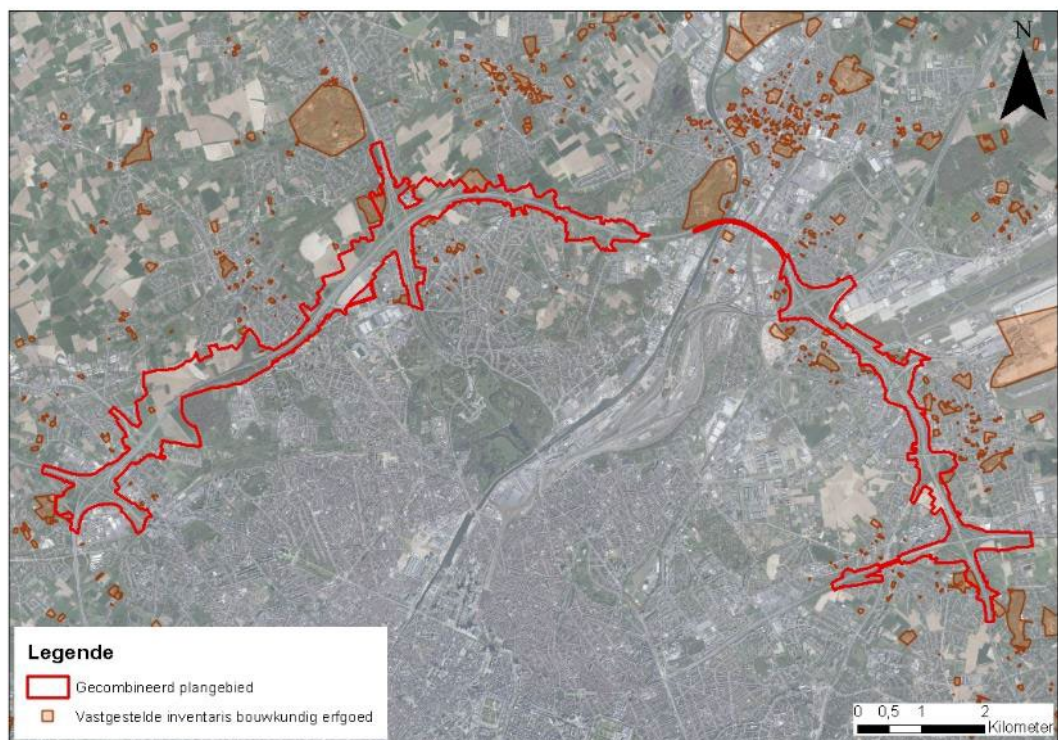 N
Legende
Gecombineerd plangebied
Vastgestelde inventaris bouwkundig erfgoed
0 0,5 1 2
Kilometer